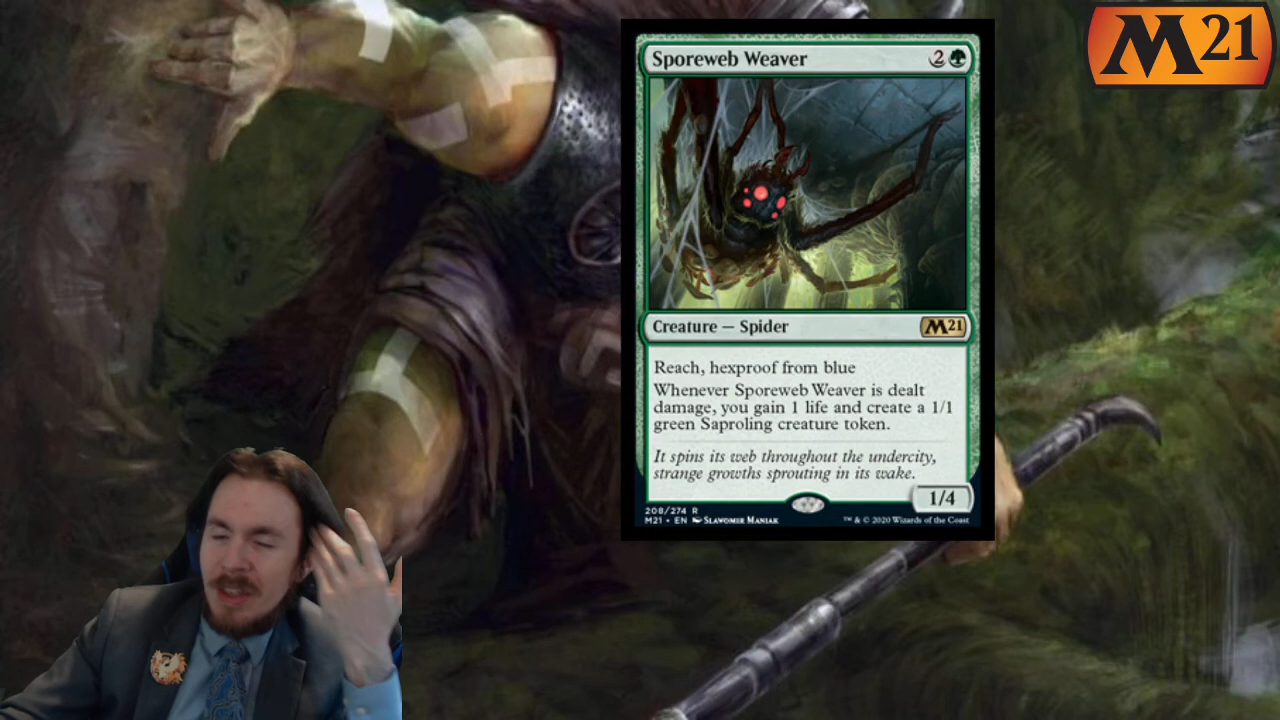 M21
Sporeweb Weaver 2
Creature — Spider M21
Reach, hexproof from blue
Whenever Sporeweb Weaver is dealt
damage, you gain 1 life and create a 1/1
green Saproling creature token.
It spins its web throughout the undercity,
strange growths sprouting in its wake.
1/4
208/274 R
M21 • EN SLAWOMIR MANIAK ™ & © 2020 Wizards of the Coast